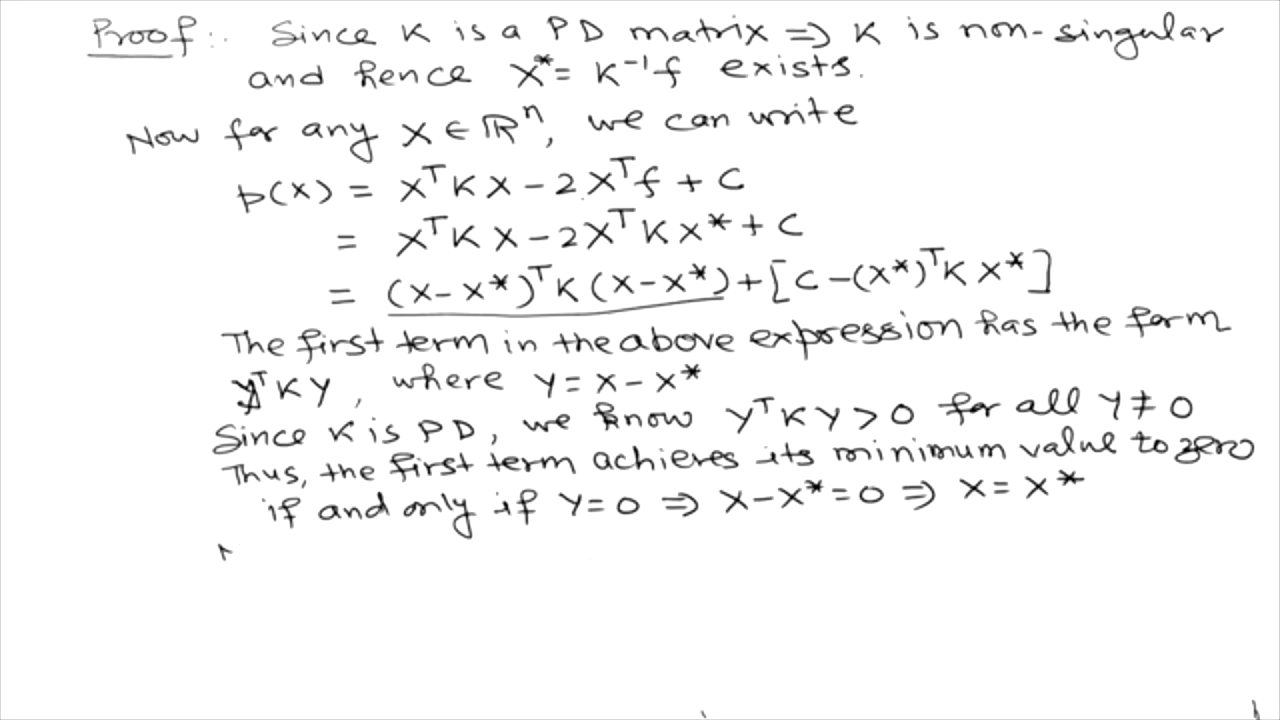 Proof:. Since K is a PD matrix ⇒ K is non-singular
and hence X* = K⁻¹f exists.
Now for any X ∈ ℝⁿ, we can write
p(X) = XᵀKX - 2Xᵀf + C
= XᵀKX - 2XᵀKX* + C
= (X-X*)ᵀK(X-X*) + [C-(X*)ᵀKX*]
The first term in the above expression has the form
yᵀKY, where Y = X-X*
Since K is PD, we know YᵀKY > 0 for all Y ≠ 0
Thus, the first term achieves its minimum value to zero
if and only if Y=0 ⇒ X-X*=0 ⇒ X=X*